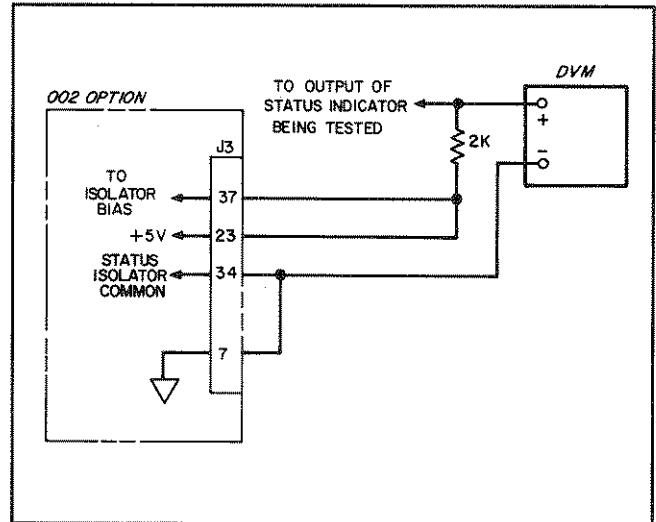 002 OPTION
J3
TO
ISOLATOR
BIAS
37
+5V
23
STATUS
ISOLATOR
COMMON
34
7
TO OUTPUT OF
STATUS INDICATOR
BEING TESTED
2K
DVM
+
-